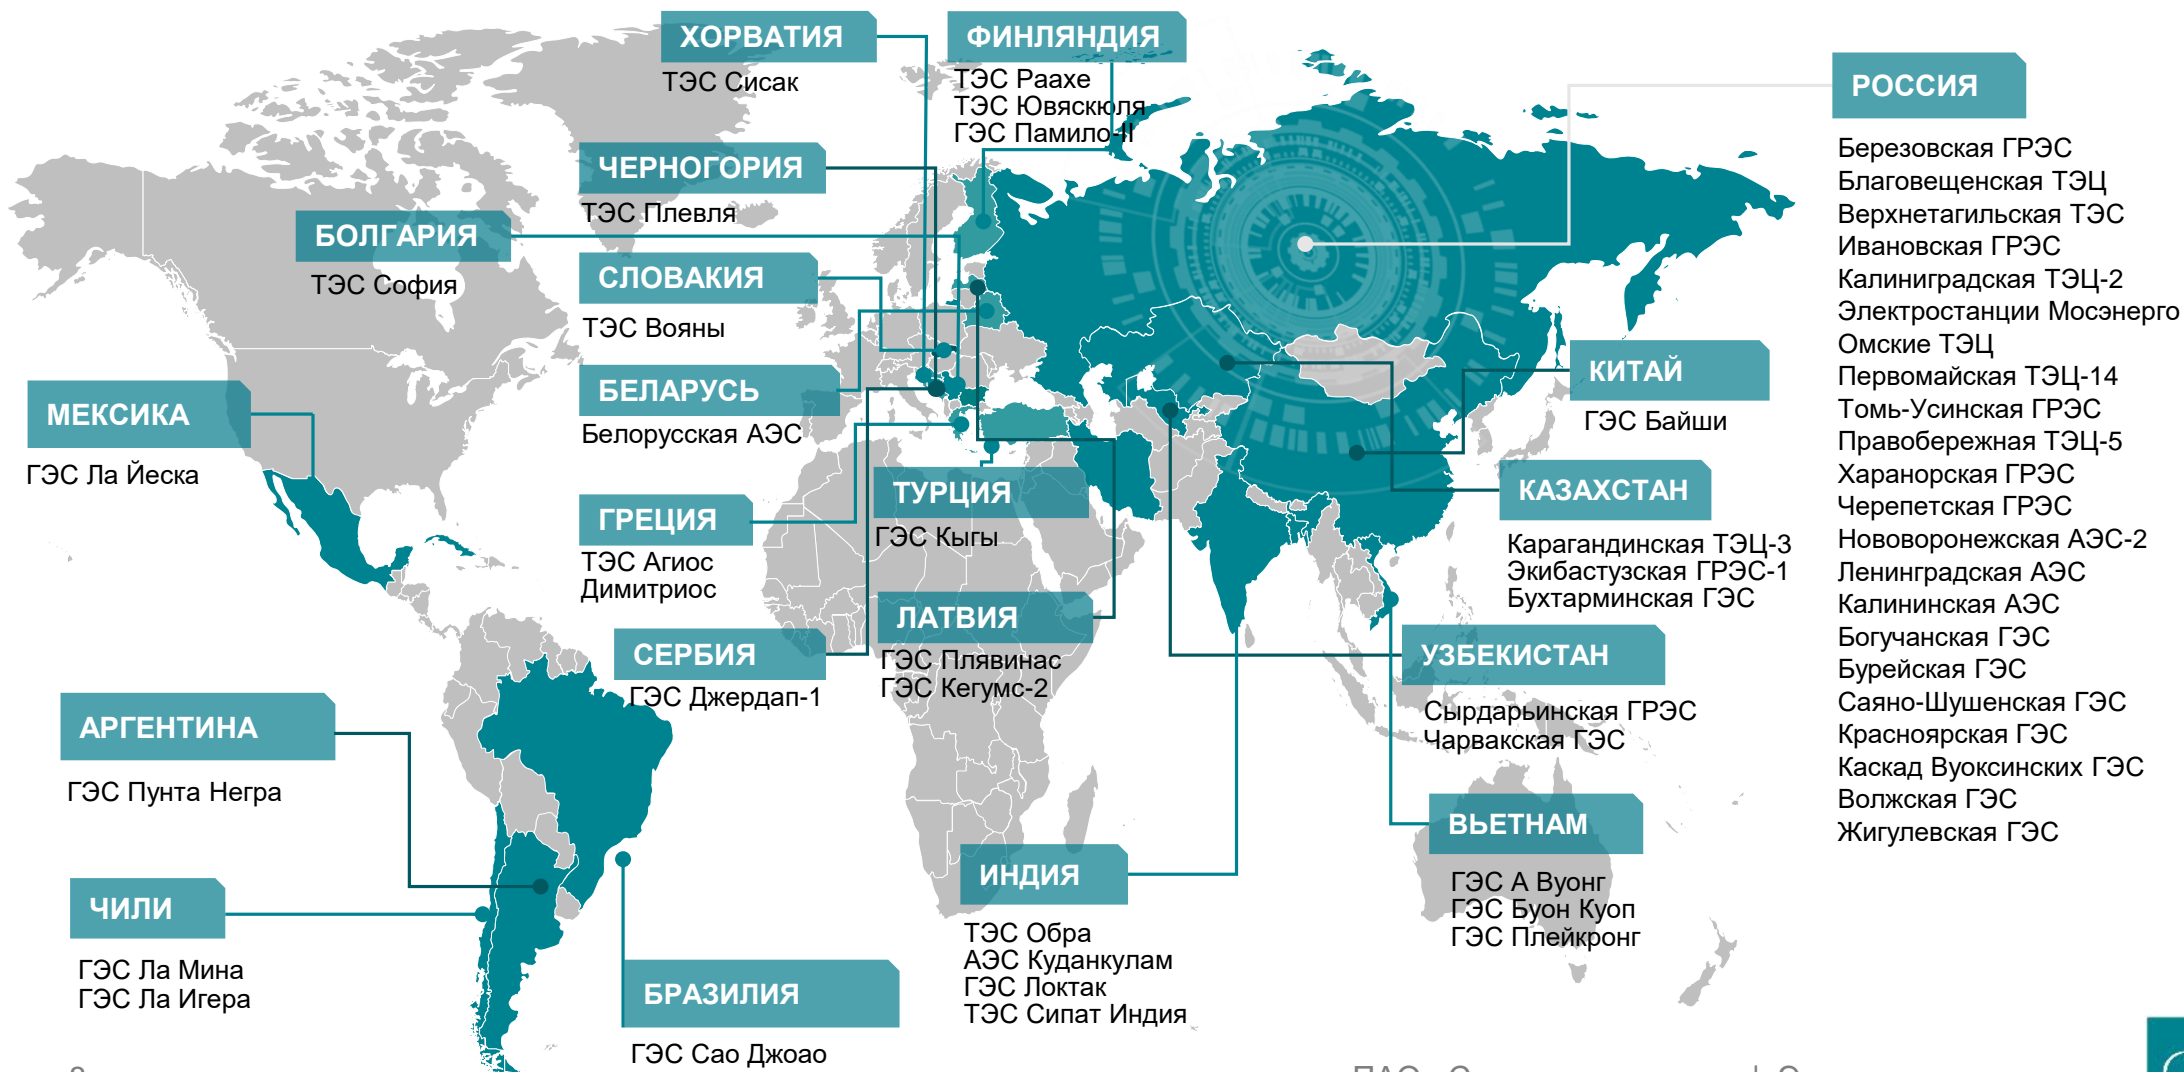 ХОРВАТИЯ
ТЭС Сисак
ФИНЛЯНДИЯ
ТЭС Раахе
ТЭС Ювяскюля
ГЭС Памило-II
РОССИЯ
Березовская ГРЭС
Благовещенская ТЭЦ
Верхнетагильская ТЭС
Ивановская ГРЭС
Калиниградская ТЭЦ-2
Электростанции Мосэнерго
Омские ТЭЦ
Первомайская ТЭЦ-14
Томь-Усинская ГРЭС
Правобережная ТЭЦ-5
Харанорская ГРЭС
Черепетская ГРЭС
Нововоронежская АЭС-2
Ленинградская АЭС
Калининская АЭС
Богучанская ГЭС
Бурейская ГЭС
Саяно-Шушенская ГЭС
Красноярская ГЭС
Каскад Вуоксинских ГЭС
Волжская ГЭС
Жигулевская ГЭС
ЧЕРНОГОРИЯ
ТЭС Плевля
БОЛГАРИЯ
ТЭС София
СЛОВАКИЯ
ТЭС Вояны
БЕЛАРУСЬ
Белорусская АЭС
МЕКСИКА
ГЭС Ла Йеска
КИТАЙ
ГЭС Байши
ТУРЦИЯ
ГЭС Кыгы
КАЗАХСТАН
Карагандинская ТЭЦ-3
Экибастузская ГРЭС-1
Бухтарминская ГЭС
ГРЕЦИЯ
ТЭС Агиос
Димитриос
ЛАТВИЯ
ГЭС Плявинас
ГЭС Кегумс-2
СЕРБИЯ
ГЭС Джердап-1
УЗБЕКИСТАН
Сырдарьинская ГРЭС
Чарвакская ГЭС
АРГЕНТИНА
ГЭС Пунта Негра
ВЬЕТНАМ
ГЭС А Вуонг
ГЭС Буон Куоп
ГЭС Плейкронг
ИНДИЯ
ТЭС Обра
АЭС Куданкулам
ГЭС Локтак
ТЭС Сипат Индия
ЧИЛИ
ГЭС Ла Мина
ГЭС Ла Игера
БРАЗИЛИЯ
ГЭС Сао Джоао